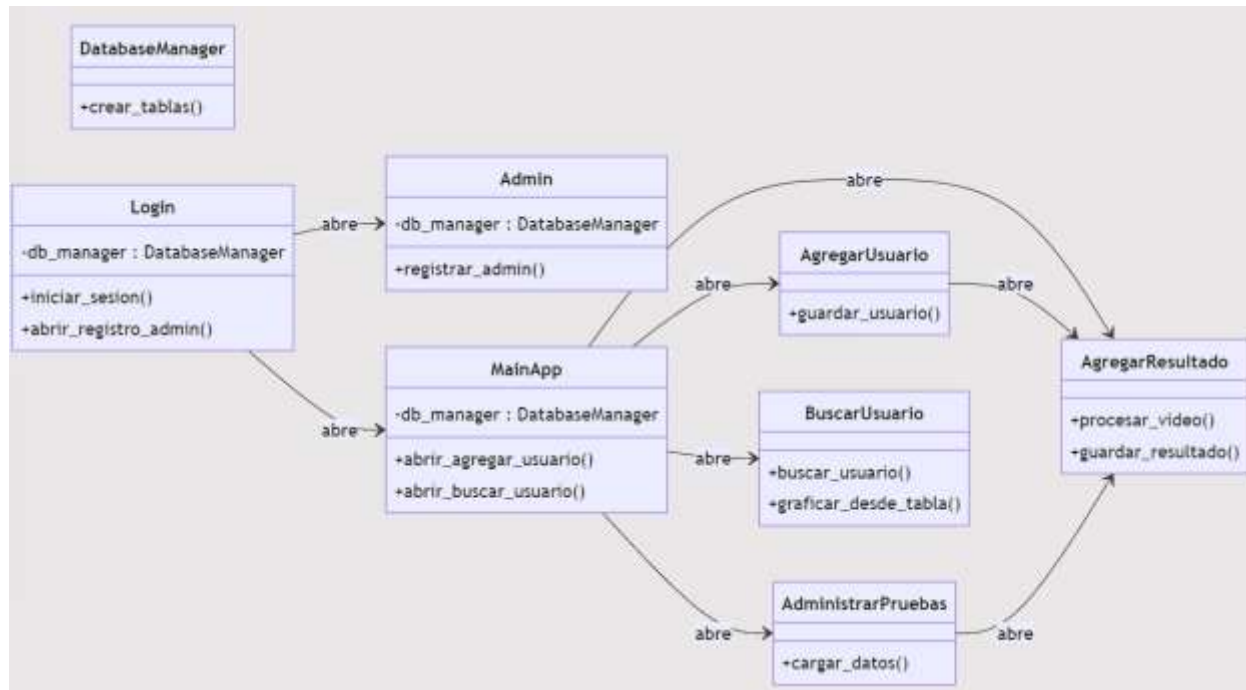 DatabaseManager
+crear_tablas()
Login
-db_manager : DatabaseManager
+iniciar_sesion()
+abrir_registro_admin()
abre
abre
Admin
-db_manager : DatabaseManager
+registrar_admin()
MainApp
-db_manager : DatabaseManager
+abrir_agregar_usuario()
+abrir_buscar_usuario()
abre
abre
abre
abre
AgregarUsuario
+guardar_usuario()
abre
BuscarUsuario
+buscar_usuario()
+graficar_desde_tabla()
AdministrarPruebas
+cargar_datos()
abre
AgregarResultado
+procesar_video()
+guardar_resultado()